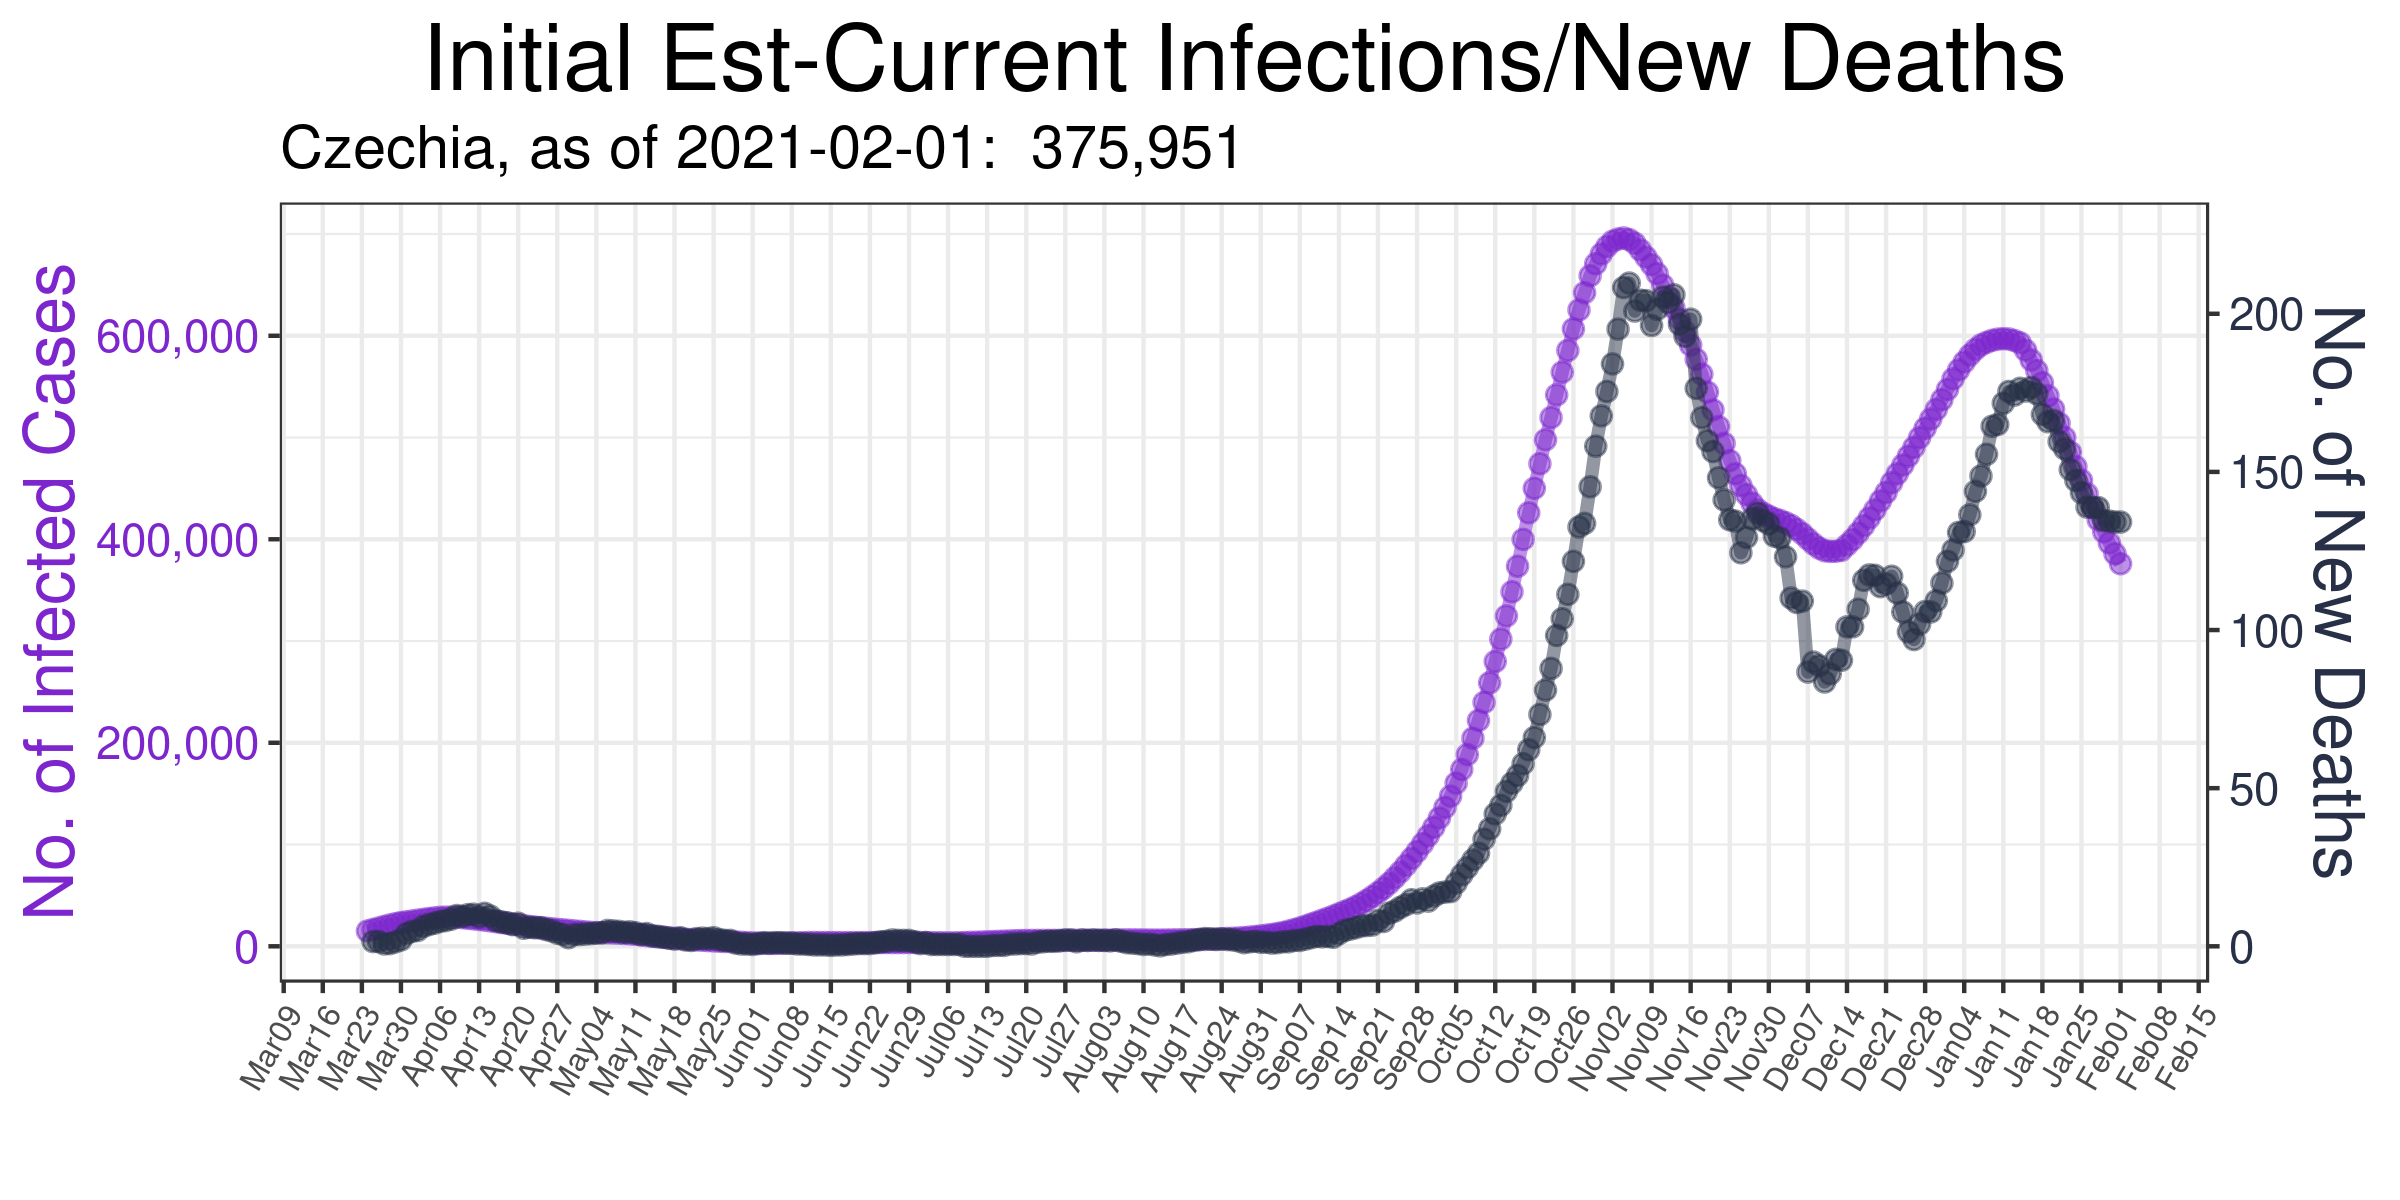 Initial Est-Current Infections/New Deaths
Czechia, as of 2021-02-01: 375,951
No. of Infected Cases
600,000
400,000
200,000
0
200
150
100
50
0
No. of New Deaths
Mar09
Mar16
Mar23
Mar30
Apr06
Apr13
Apr20
Apr27
May04
May11
May18
May25
Jun01
Jun08
Jun15
Jun22
Jun29
Jul06
Jul13
Jul20
Jul27
Aug03
Aug10
Aug17
Aug24
Aug31
Sep07
Sep14
Sep21
Sep28
Oct05
Oct12
Oct19
Oct26
Nov02
Nov09
Nov16
Nov23
Nov30
Dec07
Dec14
Dec21
Dec28
Jan04
Jan11
Jan18
Jan25
Feb01
Feb08
Feb15